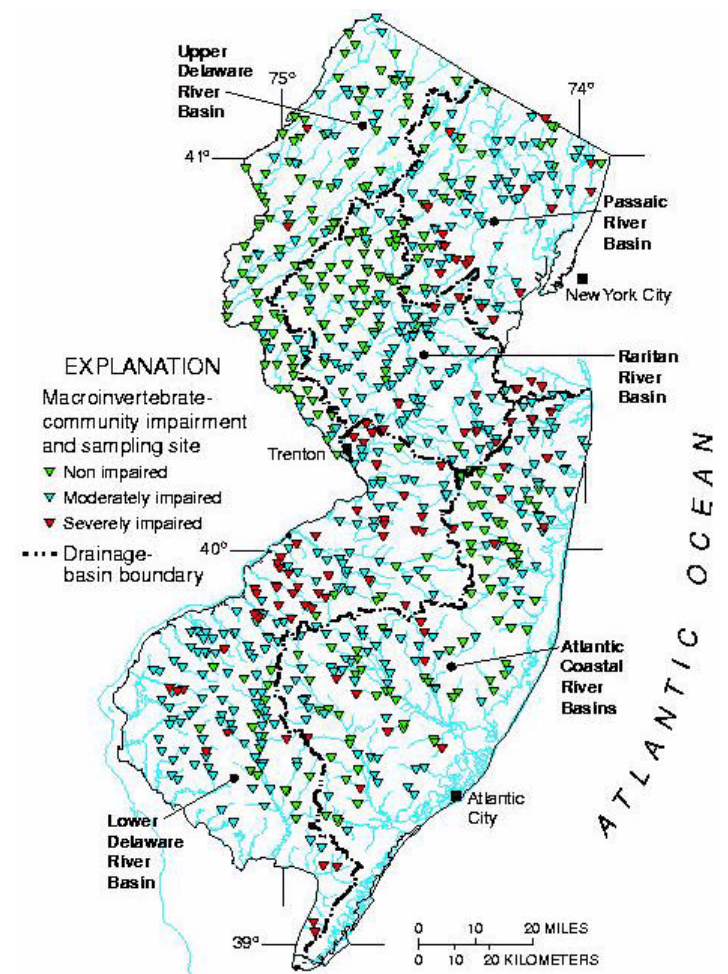 Upper
Delaware
River
Basin
75°
74°
41°
Passaic
River
Basin
New York City
EXPLANATION
Macroinvertebrate-
community impairment
and sampling site
Non impaired
Moderately impaired
Severely impaired
Drainage-
basin boundary
Raritan
River
Basin
Trenton
40°
ATLANTIC OCEAN
Atlantic
Coastal
River
Basins
Atlantic
City
Lower
Delaware
River
Basin
39°
0 10 20 MILES
0 10 20 KILOMETERS